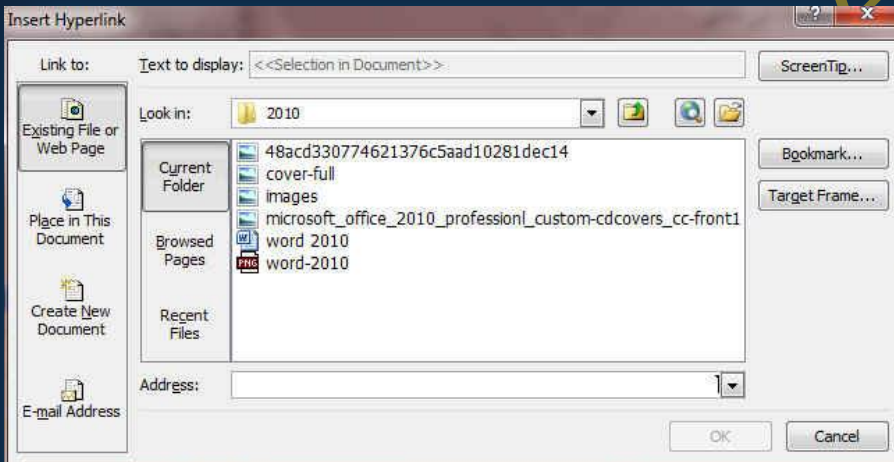 Insert Hyperlink
?
X
Link to:
Text to display: <<Selection in Document>>
ScreenTip...
Existing File or
Web Page
Look in:
2010
Current
Folder
48acd330774621376c5aad10281dec14
cover-full
images
microsoft_office_2010_professionl_custom-cdcovers_cc-front1
word 2010
PNG
word-2010
Bookmark...
Target Frame...
Place in This
Document
Browsed
Pages
Create New
Document
Recent
Files
E-mail Address
Address:
OK
Cancel